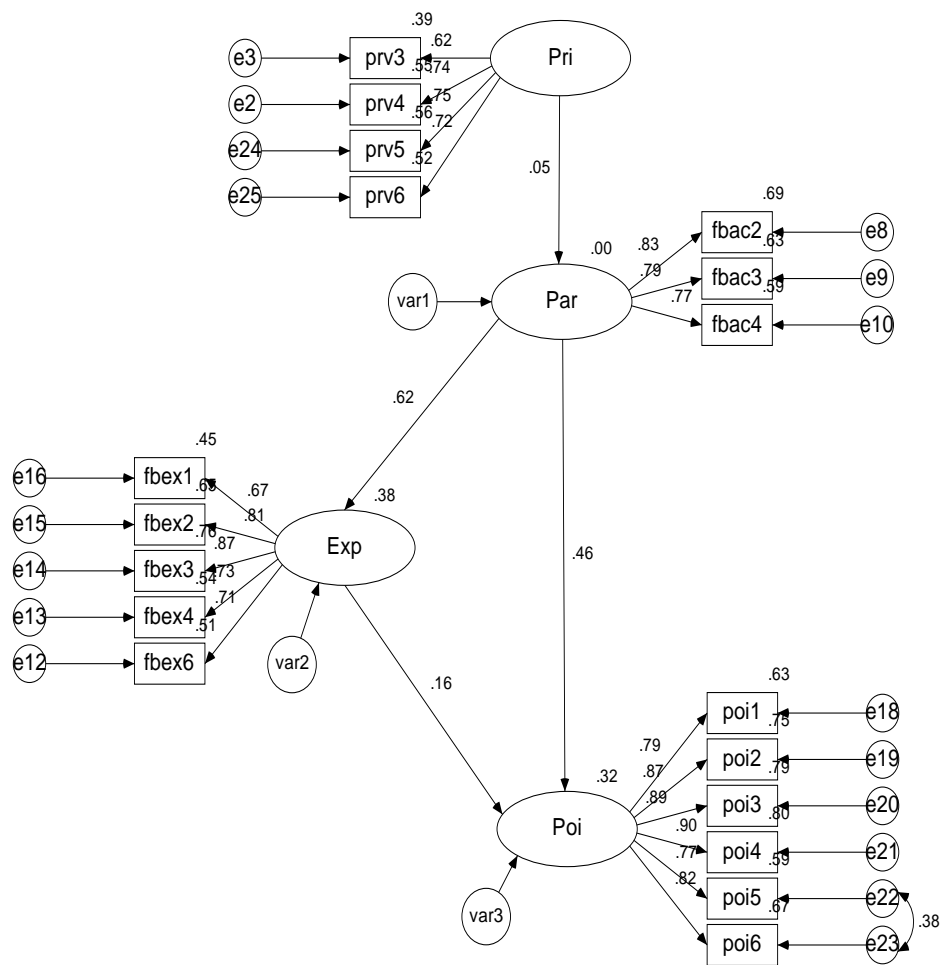 .39
e3
prv3
.62
Pri
.55
.74
e2
prv4
.75
.56
.72
e24
prv5
.52
e25
prv6
.05
.69
fbac2
e8
.00
.83
.63
var1
Par
.79
fbac3
e9
.77
.59
fbac4
e10
.62
.45
e16
fbex1
.67
.38
.65
.81
e15
fbex2
.76
.87
Exp
.46
e14
fbex3
.73
.54
.71
e13
fbex4
.51
e12
fbex6
var2
.16
.63
poi1
e18
.79
.75
poi2
e19
.87
.79
.32
.89
poi3
e20
.80
Poi
.90
poi4
e21
.77
.59
.82
poi5
e22
.67
var3
.38
poi6
e23